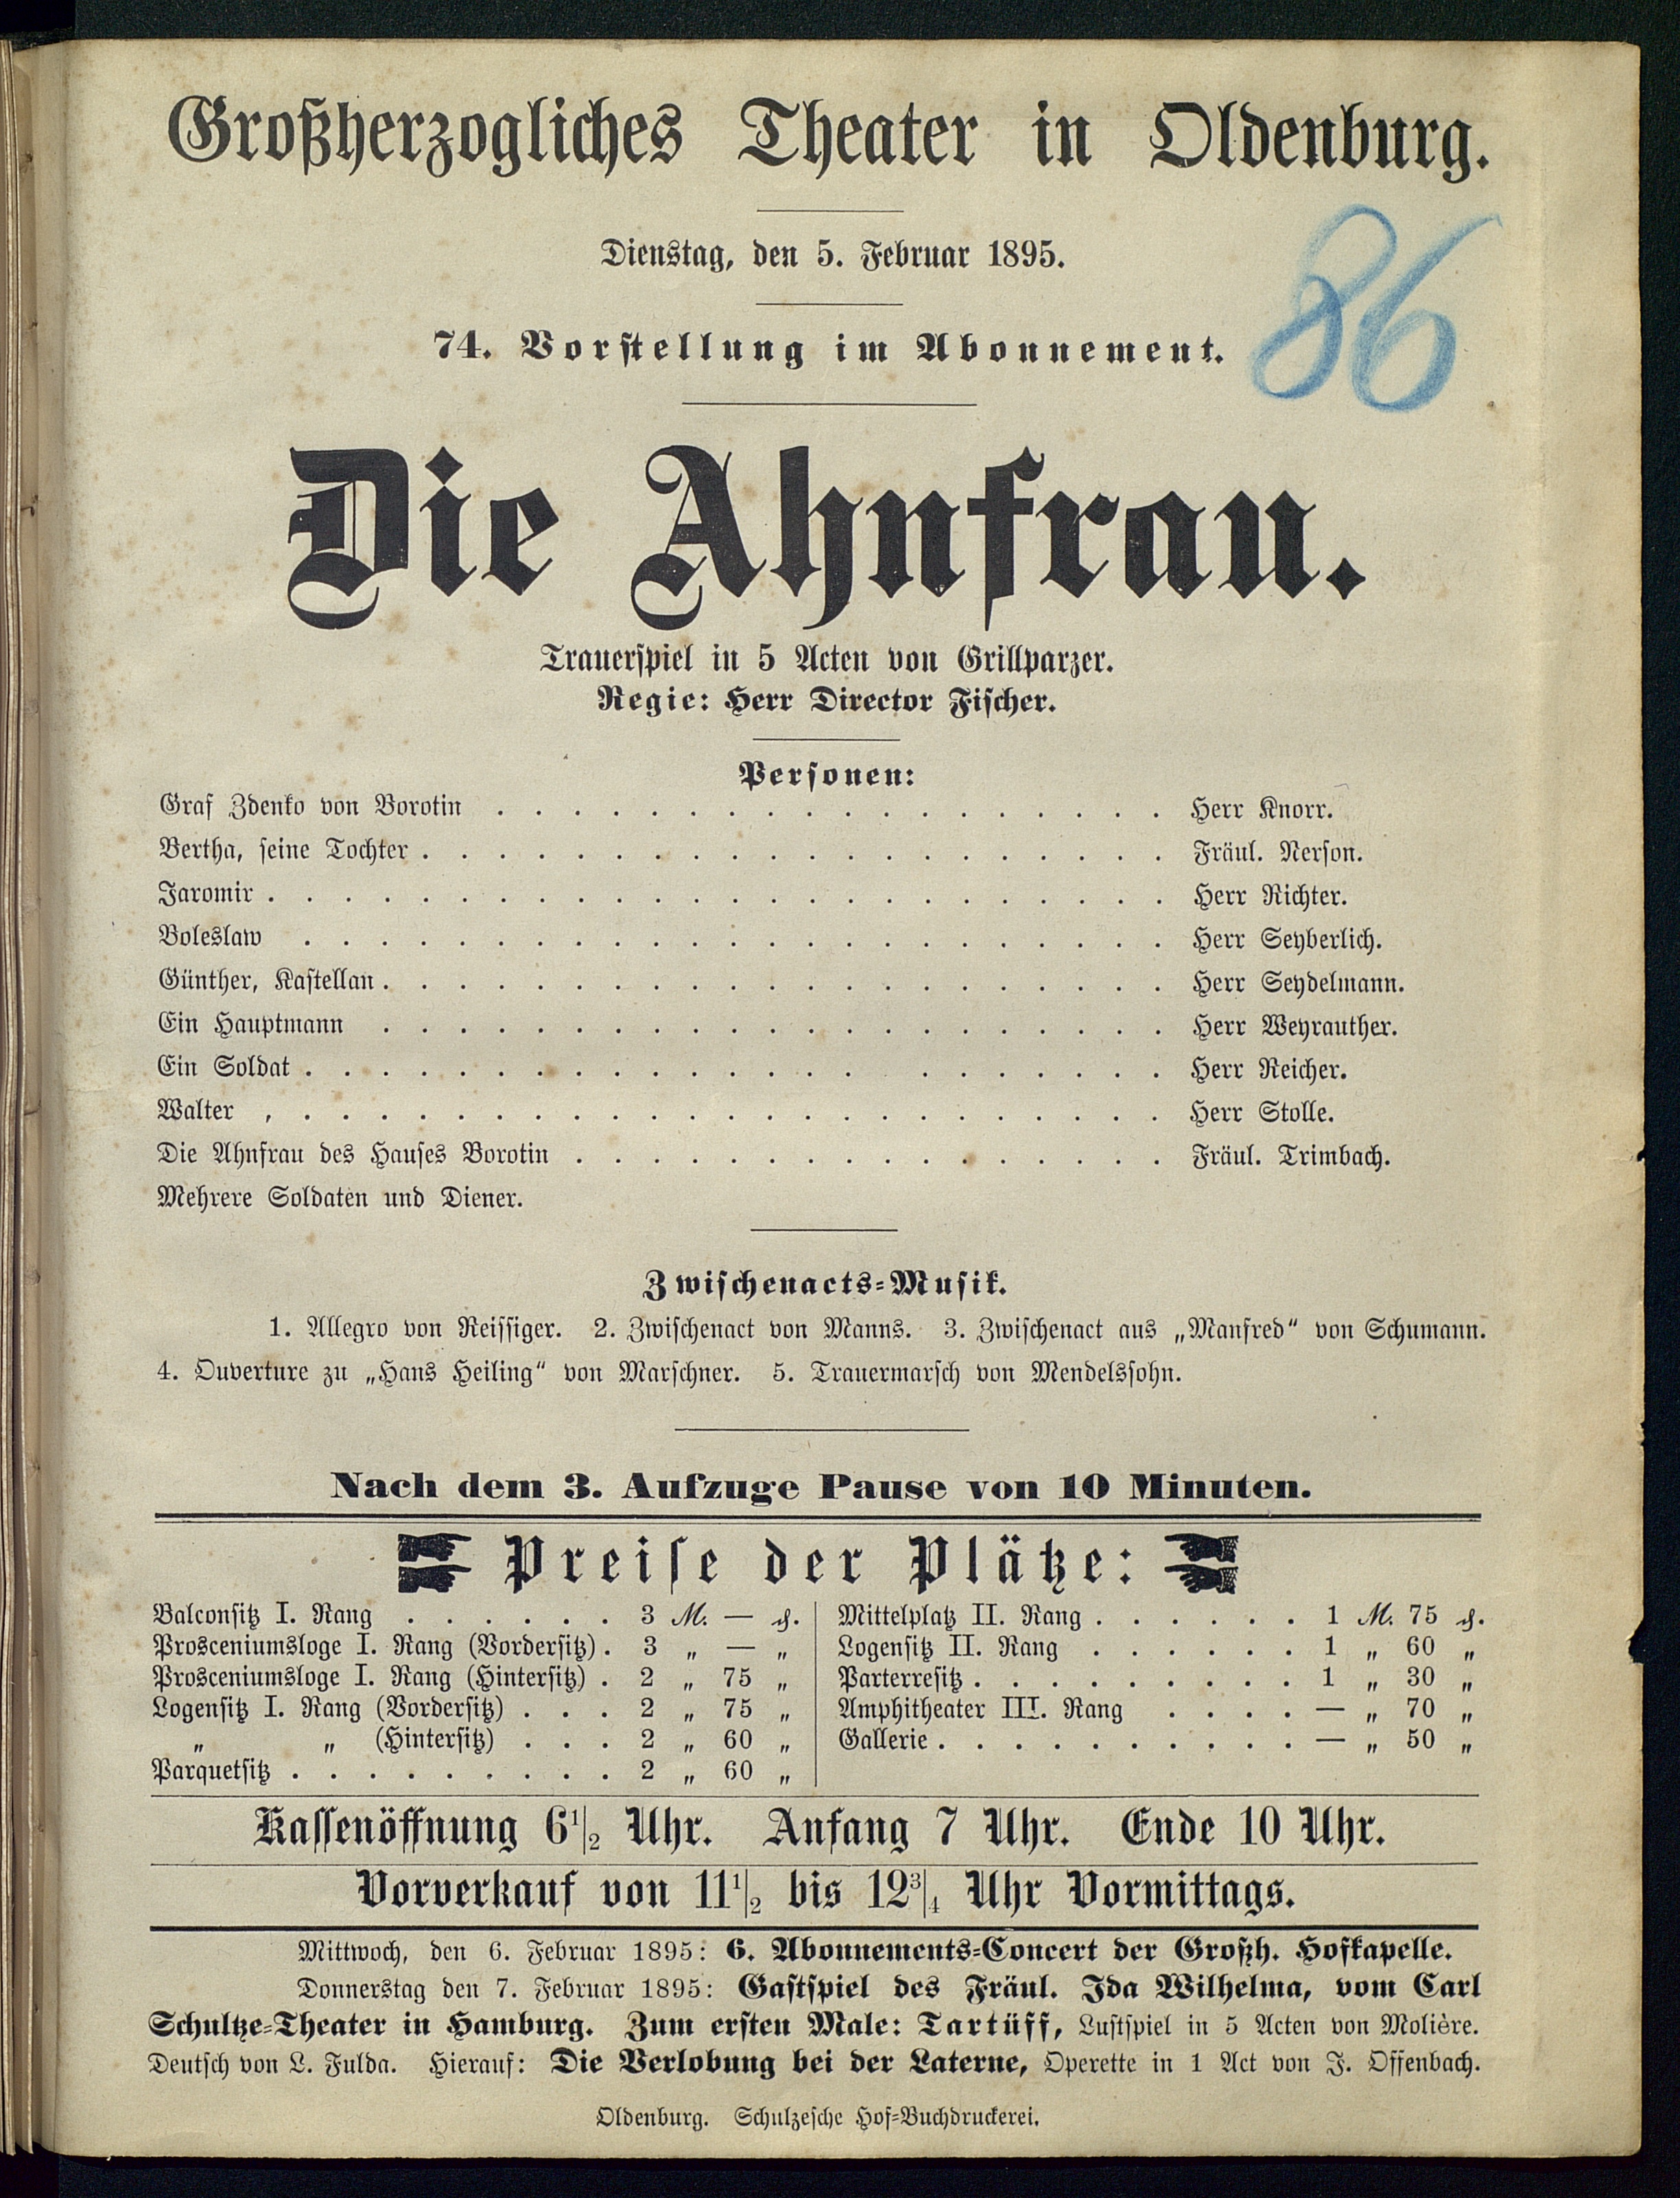 Großherzogliches Theater in Oldenburg.
Dienstag, den 5. Februar 1895.
86
74. Vorstellung im Abonnement.
Die Ahnfrau.
Trauerspiel in 5 Acten von Grillparzer.
Regie: Herr Director Fischer.
Personen:
Graf Zdenko von Borotin . . . . . . . . . . . . . . . . . . Herr Knorr.
Bertha, seine Tochter . . . . . . . . . . . . . . . . . . . . Fräul. Nerson.
Jaromir . . . . . . . . . . . . . . . . . . . . . . . . Herr Richter.
Boleslaw . . . . . . . . . . . . . . . . . . . . . . . Herr Seyberlich.
Günther, Kastellan . . . . . . . . . . . . . . . . . . . . . Herr Seydelmann.
Ein Hauptmann . . . . . . . . . . . . . . . . . . . . . Herr Weyrauther.
Ein Soldat . . . . . . . . . . . . . . . . . . . . . . . Herr Reicher.
Walter , . . . . . . . . . . . . . . . . . . . . . . . Herr Stolle.
Die Ahnfrau des Hauses Borotin . . . . . . . . . . . . . . . . Fräul. Trimbach.
Mehrere Soldaten und Diener.
Zwischenacts-Musik.
1. Allegro von Reissiger. 2. Zwischenact von Manns. 3. Zwischenact aus „Manfred“ von Schumann.
4. Ouverture zu „Hans Heiling“ von Marschner. 5. Trauermarsch von Mendelssohn.
Nach dem 3. Aufzuge Pause von 10 Minuten.
Preise der Plätze:
Balconsitz I. Rang . . . . . . 3 M. — ₰.
Prosceniumsloge I. Rang (Vordersitz) . 3 „ — „
Prosceniumsloge I. Rang (Hintersitz) . 2 „ 75 „
Logensitz I. Rang (Vordersitz) . . . 2 „ 75 „
„ „ (Hintersitz) . . . 2 „ 60 „
Parquetsitz . . . . . . . . . 2 „ 60 „
Mittelplatz II. Rang . . . . . . 1 M. 75 ₰.
Logensitz II. Rang . . . . . . 1 „ 60 „
Parterresitz . . . . . . . . . 1 „ 30 „
Amphitheater III. Rang . . . . — „ 70 „
Gallerie . . . . . . . . . . — „ 50 „
Kassenöffnung 6 1/2 Uhr. Anfang 7 Uhr. Ende 10 Uhr.
Vorverkauf von 11 1/2 bis 12 3/4 Uhr Vormittags.
Mittwoch, den 6. Februar 1895: 6. Abonnements-Concert der Großh. Hofkapelle.
Donnerstag den 7. Februar 1895: Gastspiel des Fräul. Ida Wilhelma, vom Carl
Schultze-Theater in Hamburg. Zum ersten Male: Tartüff, Lustspiel in 5 Acten von Molière.
Deutsch von L. Fulda. Hierauf: Die Verlobung bei der Laterne, Operette in 1 Act von J. Offenbach.
Oldenburg. Schulzesche Hof-Buchdruckerei.